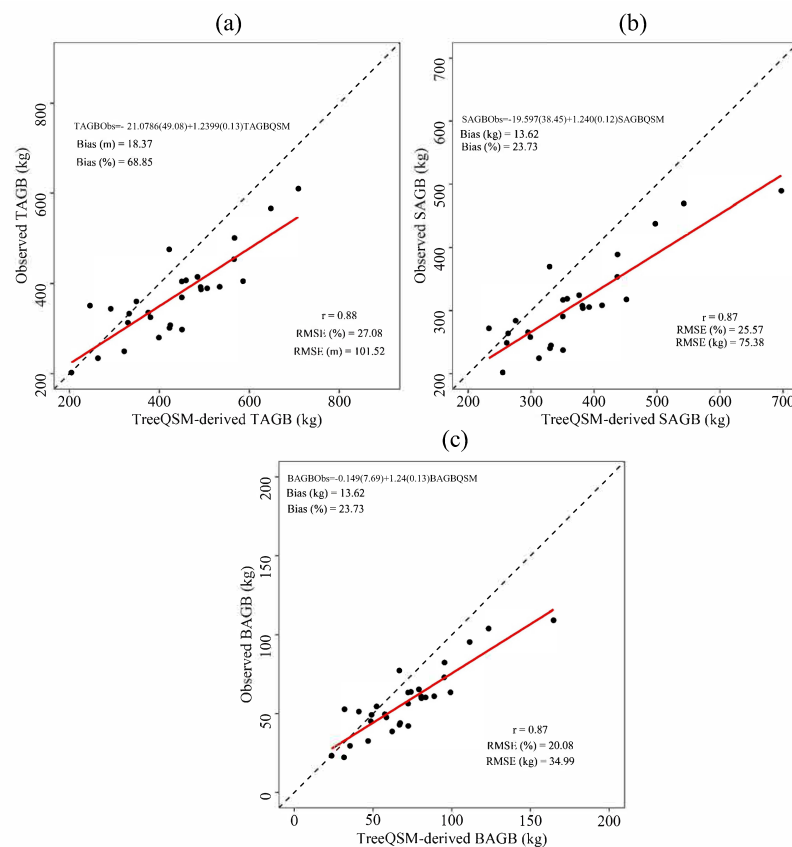 (a)
TAGBObs=- 21.0786(49.08)+1.2399(0.13)TAGBQSM
Bias (m) = 18.37
Bias (%) = 68.85
r = 0.88
RMSE (%) = 27.08
RMSE (m) = 101.52
Observed TAGB (kg)
200
400
600
800
200
400
600
800
TreeQSM-derived TAGB (kg)
(b)
SAGBObs=-19.597(38.45)+1.240(0.12)SAGBQSM
Bias (kg) = 13.62
Bias (%) = 23.73
r = 0.87
RMSE (%) = 25.57
RMSE (kg) = 75.38
Observed SAGB (kg)
200
300
400
500
600
700
200
300
400
500
600
700
TreeQSM-derived SAGB (kg)
(c)
BAGBObs=-0.149(7.69)+1.24(0.13)BAGBQSM
Bias (kg) = 13.62
Bias (%) = 23.73
r = 0.87
RMSE (%) = 20.08
RMSE (kg) = 34.99
Observed BAGB (kg)
0
50
100
150
200
0
50
100
150
200
TreeQSM-derived BAGB (kg)